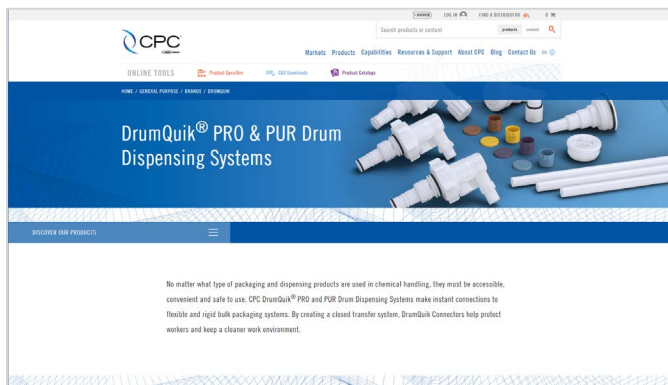 LOG IN
FIND A DISTRIBUTOR
0
Search products or content
products
content
CPC
Markets Products Capabilities Resources & Support About CPC Blog Contact Us EN
ONLINE TOOLS
Product Specifier
CAD Downloads
Product Catalogs
HOME / GENERAL PURPOSE / BRANDS / DRUMQUIK
DrumQuik® PRO & PUR Drum
Dispensing Systems
DISCOVER OUR PRODUCTS
No matter what type of packaging and dispensing products are used in chemical handling, they must be accessible,
convenient and safe to use. CPC DrumQuik® PRO and PUR Drum Dispensing Systems make instant connections to
flexible and rigid bulk packaging systems. By creating a closed transfer system, DrumQuik Connectors help protect
workers and keep a cleaner work environment.